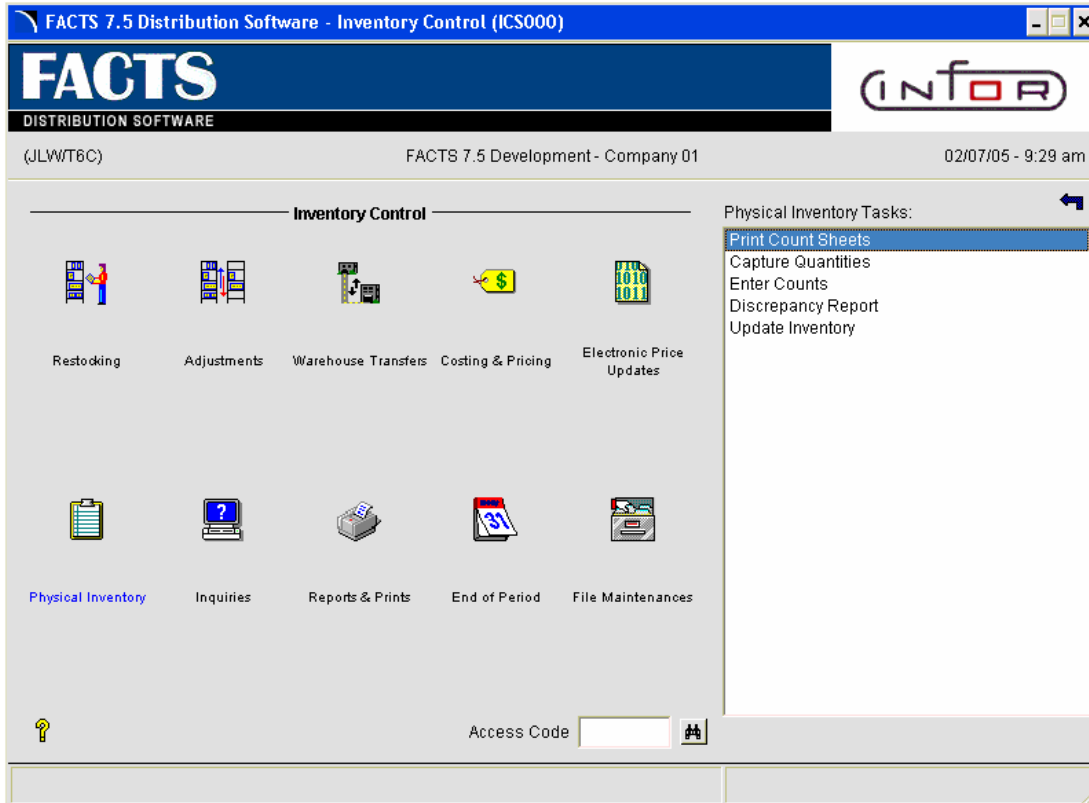 FACTS 7.5 Distribution Software - Inventory Control (ICS000)
FACTS
DISTRIBUTION SOFTWARE
infor
(JLW/T6C)
FACTS 7.5 Development - Company 01
02/07/05 - 9:29 am
Inventory Control
Restocking
Adjustments
Warehouse Transfers
Costing & Pricing
Electronic Price
Updates
Physical Inventory
Inquiries
Reports & Prints
End of Period
File Maintenances
Access Code
Physical Inventory Tasks:
Print Count Sheets
Capture Quantities
Enter Counts
Discrepancy Report
Update Inventory